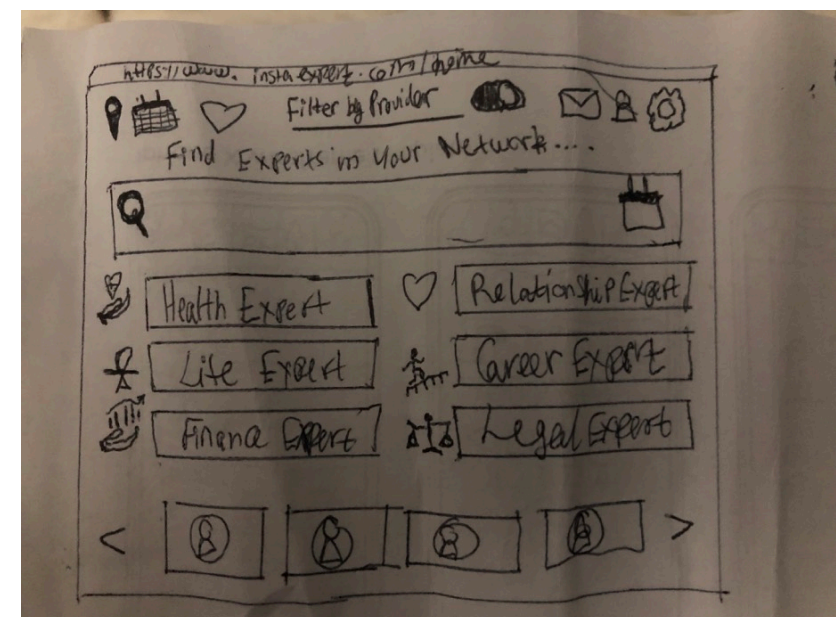 https://www.instaexpert.com/home
Filter by Provider
Find Experts in Your Network....
Health Expert
Relationship Expert
Life Expert
Career Expert
Finance Expert
Legal Expert